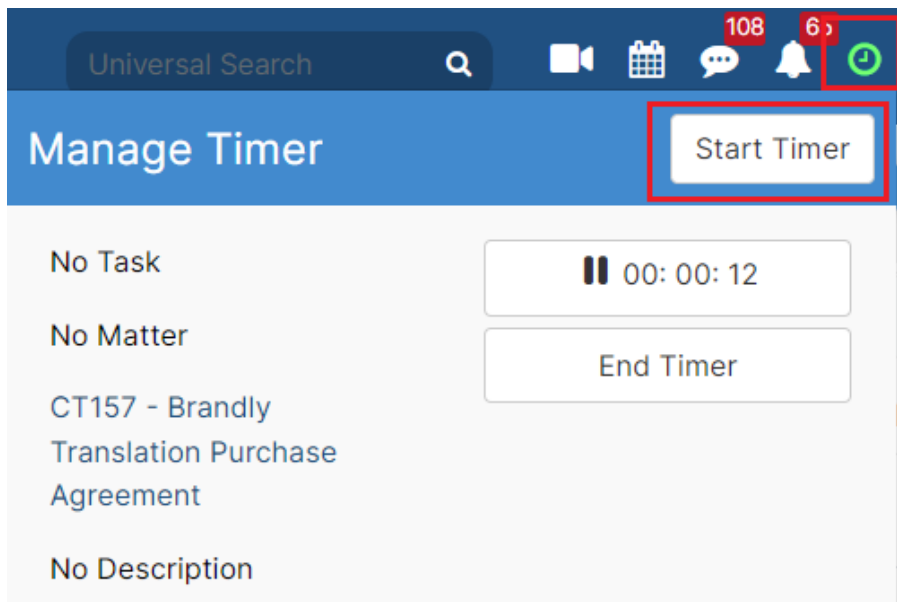 108
Universal Search
Manage Timer
Start Timer
No Task
00: 00: 12
No Matter
End Timer
CT157 - Brandly
Translation Purchase
Agreement
No Description